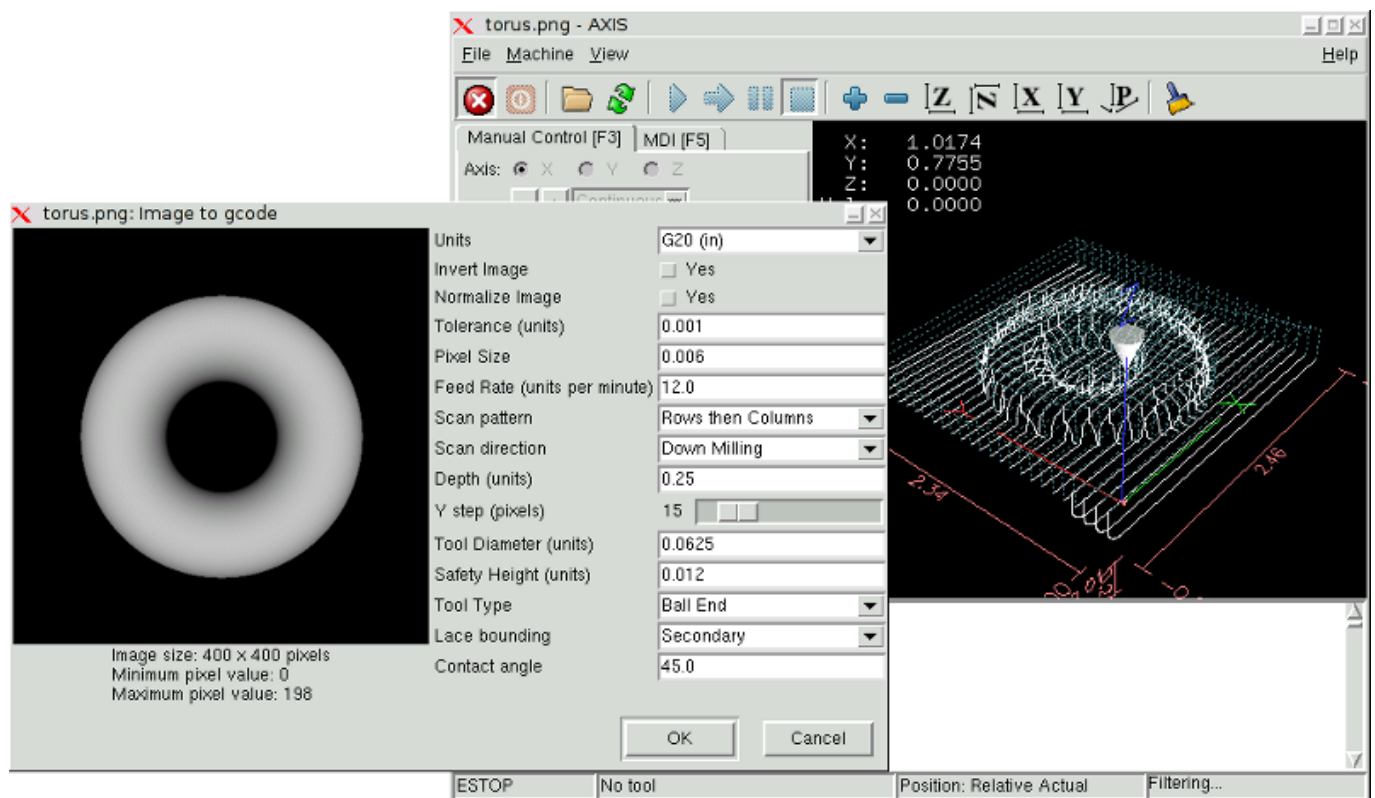 torus.png - AXIS
File Machine View Help
Z N X Y P
Manual Control [F3] MDI [F5]
Axis: X Y Z
Continuous
X: 1.0174
Y: 0.7755
Z: 0.0000
0.0000
2.34
2.46
torus.png: Image to gcode
Units G20 (in)
Invert Image Yes
Normalize Image Yes
Tolerance (units) 0.001
Pixel Size 0.006
Feed Rate (units per minute) 12.0
Scan pattern Rows then Columns
Scan direction Down Milling
Depth (units) 0.25
Y step (pixels) 15
Tool Diameter (units) 0.0625
Safety Height (units) 0.012
Tool Type Ball End
Lace bounding Secondary
Contact angle 45.0
Image size: 400 x 400 pixels
Minimum pixel value: 0
Maximum pixel value: 198
OK Cancel
ESTOP No tool Position: Relative Actual Filtering...